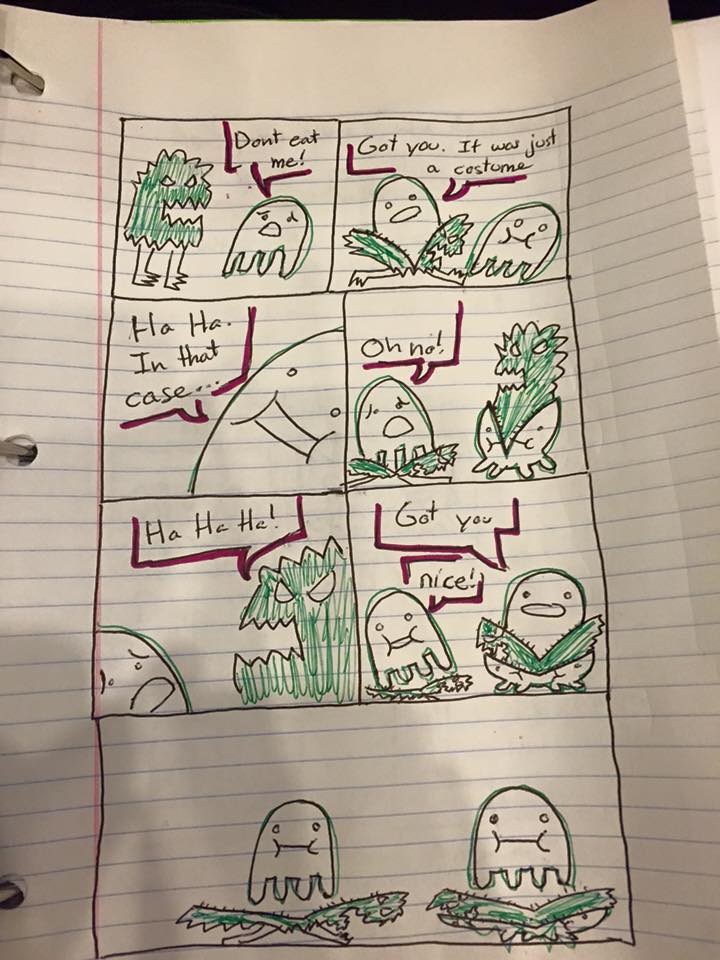 Dont eat
me!
Got you. It was just
a costume
Ha Ha.
In that
case...
Oh no!
Ha Ha Ha!
Got you
nice!